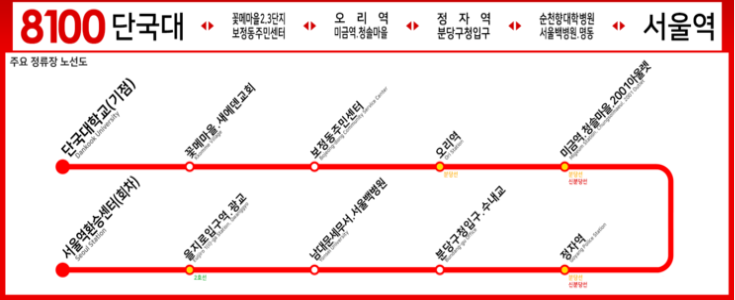 8100 단국대 꽃메마을2.3단지 오리역 정자역 순천향대학병원 서울역
보정동주민센터 미금역.청솔마을 분당구청입구 서울백병원.명동
주요 정류장 노선도
단국대학교(기점)
Dankook University
꽃메마을.새에덴교회
보정동주민센터
Bojeong-dong Community Service Center
오리역
Ori Station
분당선
미금역.청솔마을.2001아울렛
분당선
신분당선
서울역환승센터(회차)
Seoul Station
을지로입구역.광교
2호선
남대문세무서.서울백병원
분당구청입구.수내교
정자역
분당선
신분당선